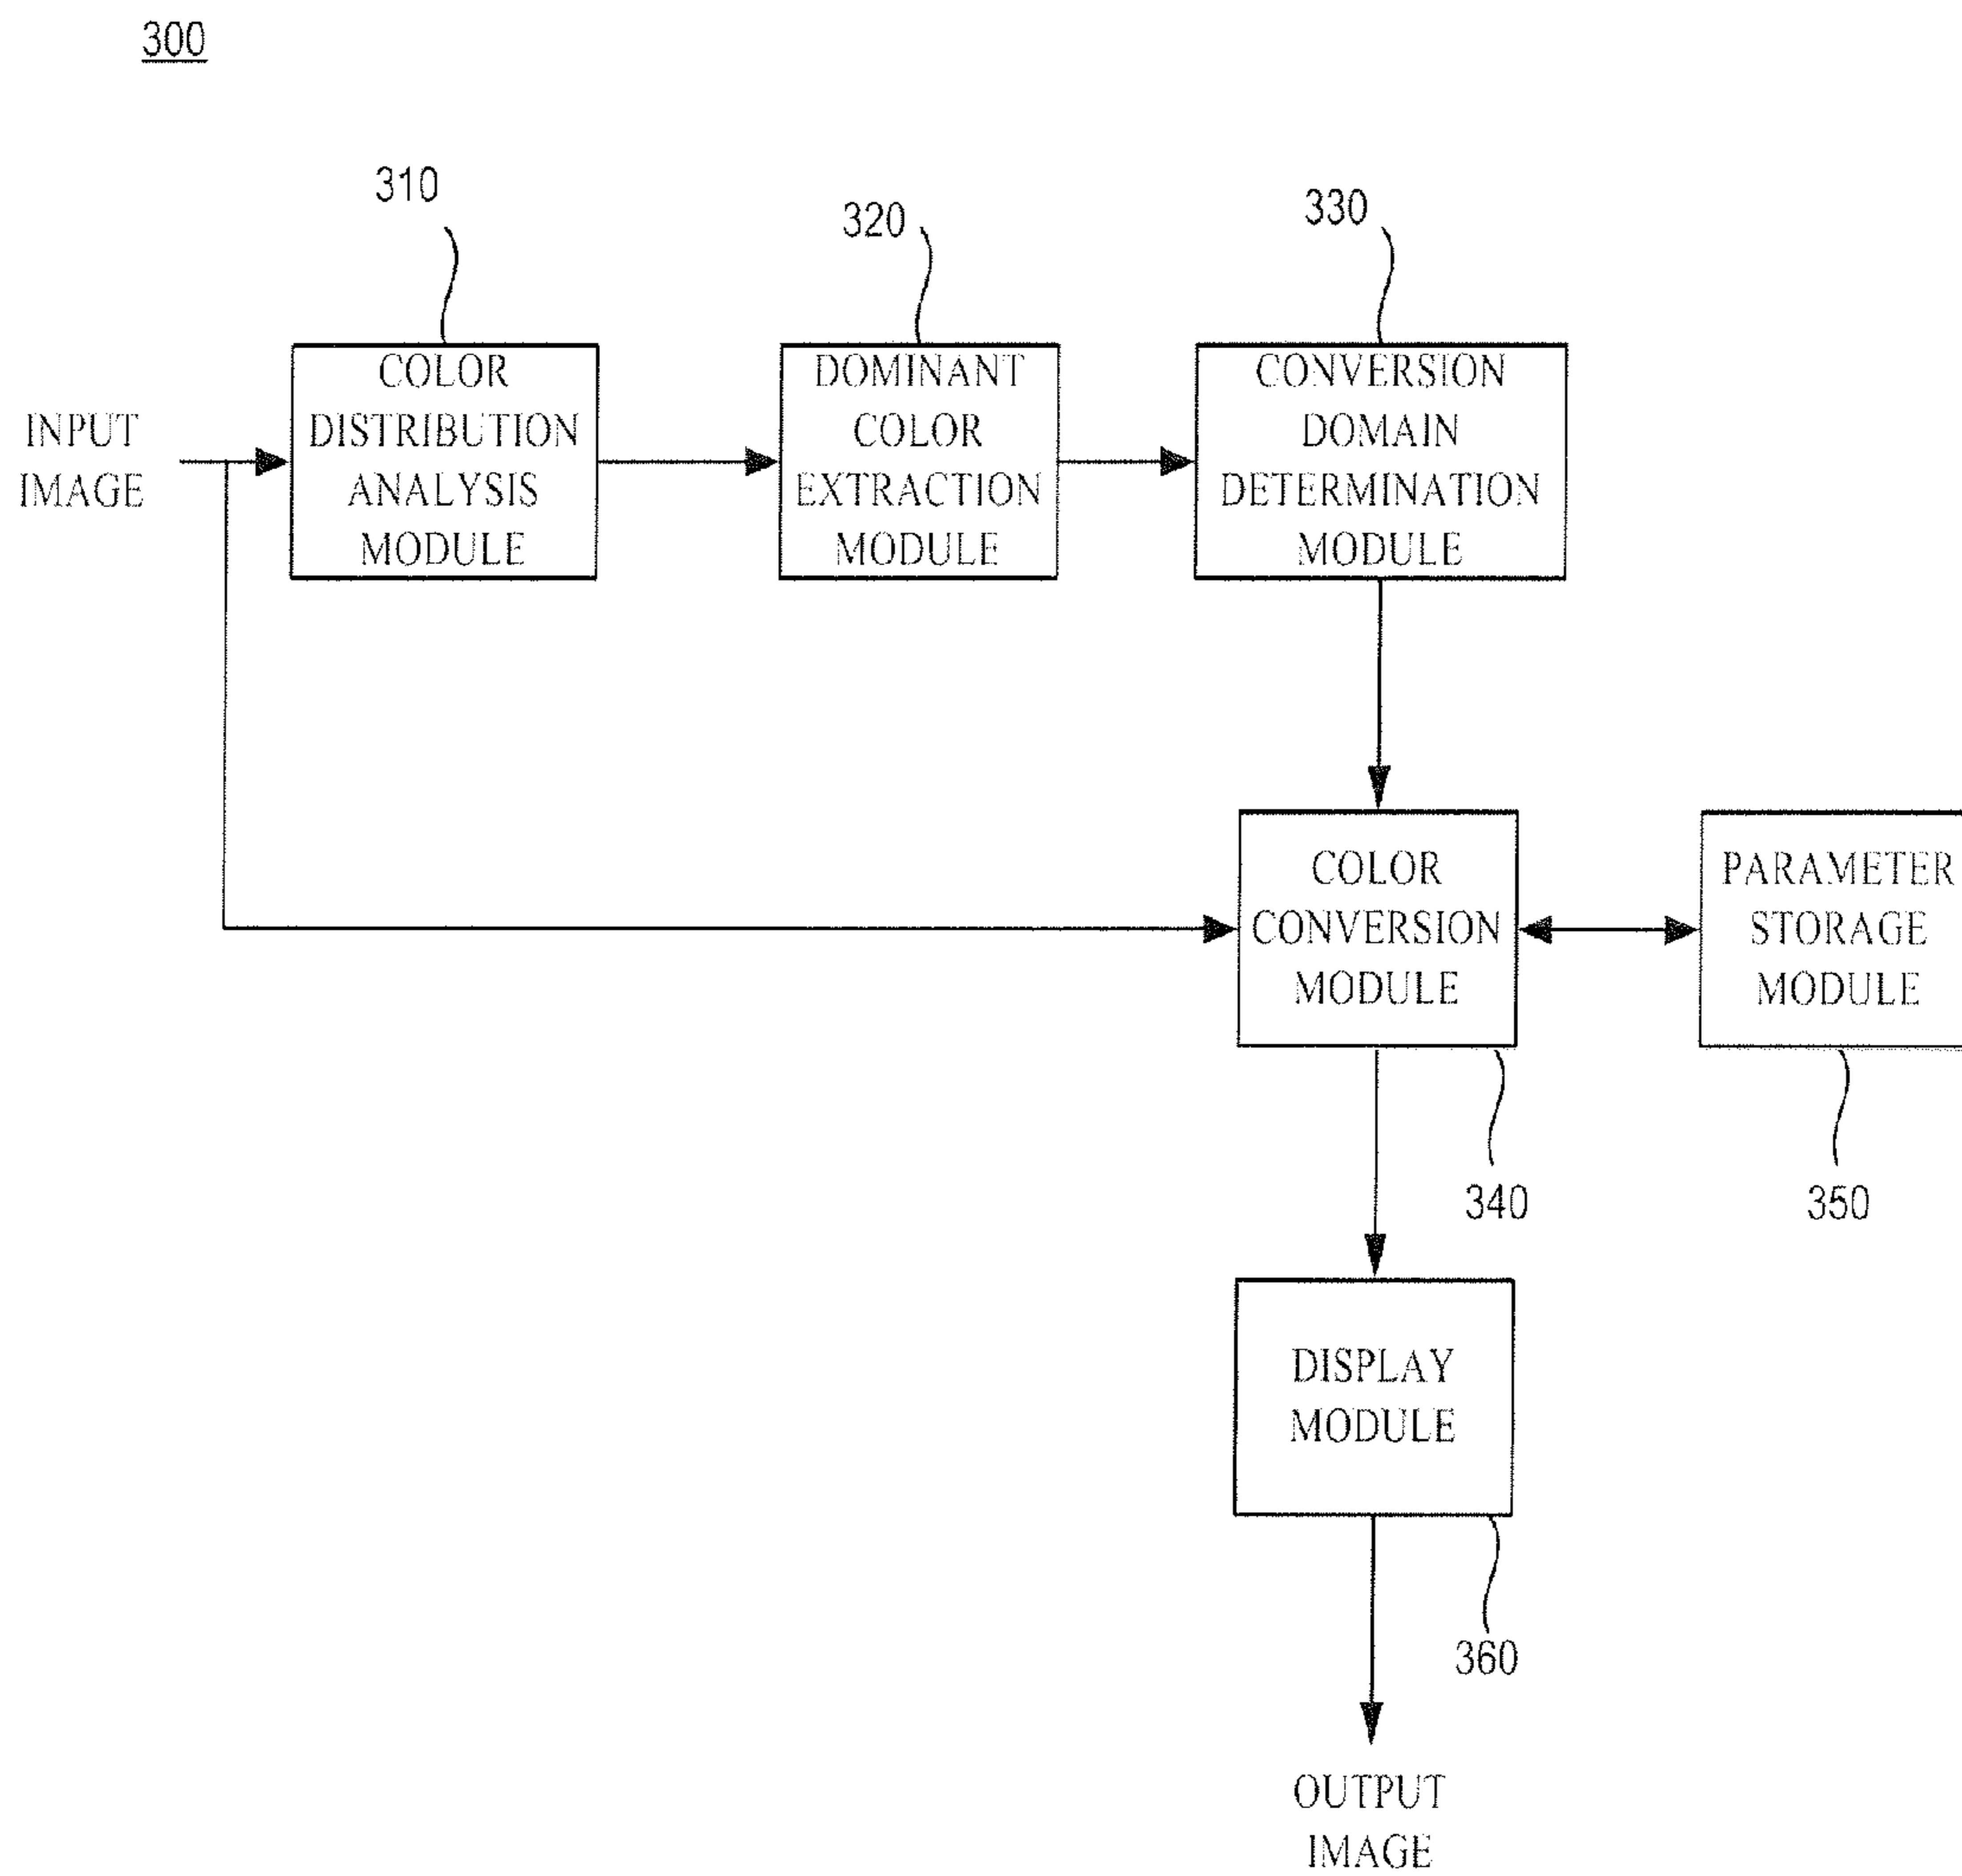 300
310
320
330
INPUT
IMAGE
COLOR
DISTRIBUTION
ANALYSIS
MODULE
DOMINANT
COLOR
EXTRACTION
MODULE
CONVERSION
DOMAIN
DETERMINATION
MODULE
COLOR
CONVERSION
MODULE
PARAMETER
STORAGE
MODULE
340
350
DISPLAY
MODULE
360
OUTPUT
IMAGE